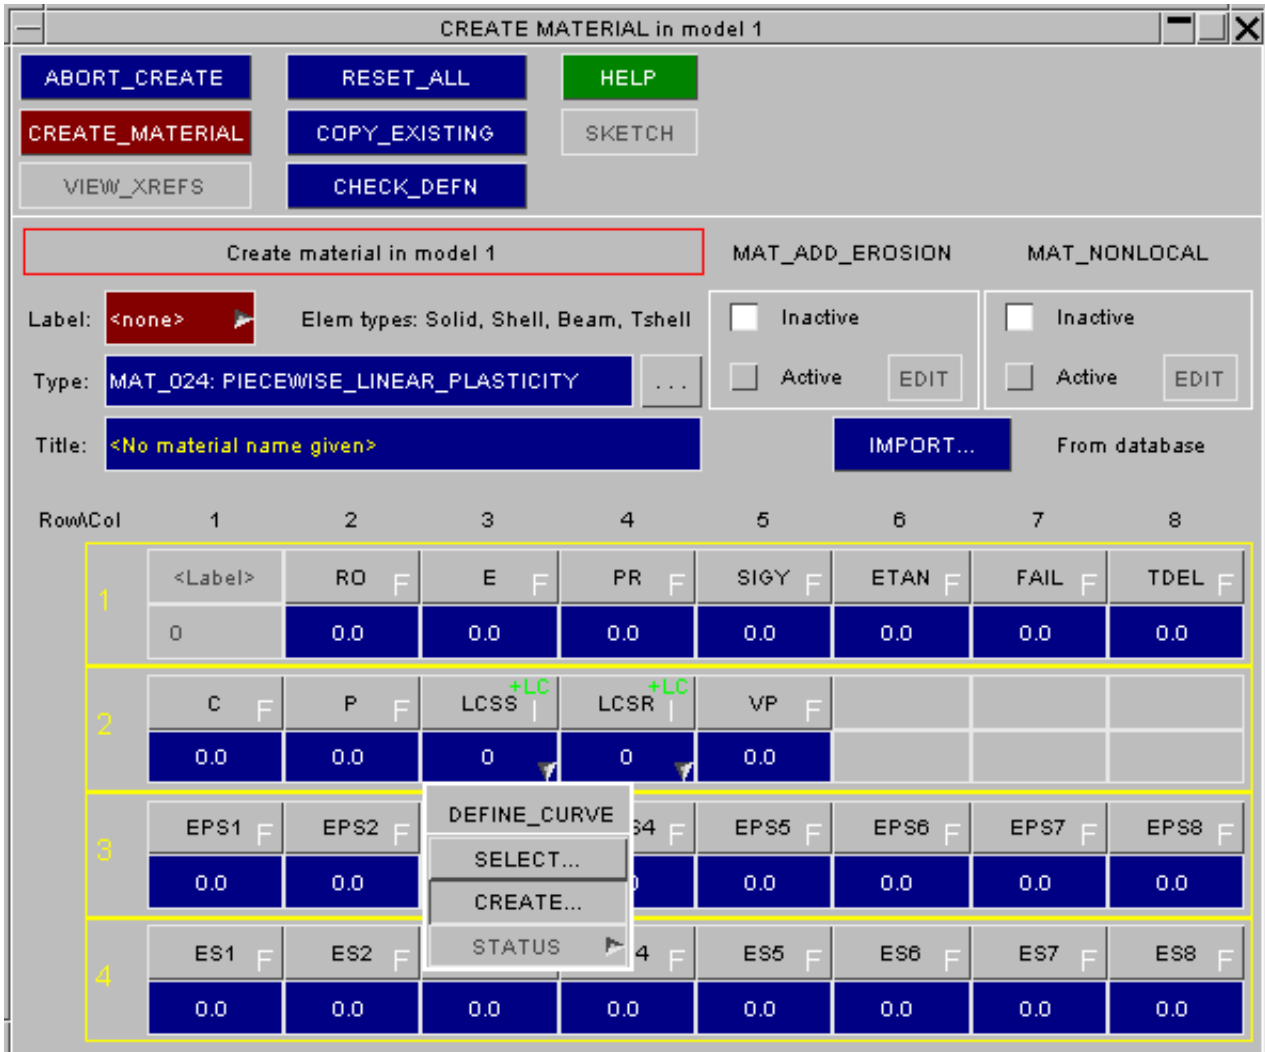 CREATE MATERIAL in model 1
ABORT_CREATE RESET_ALL HELP
CREATE_MATERIAL COPY_EXISTING SKETCH
VIEW_XREFS CHECK_DEFN
Create material in model 1 MAT_ADD_EROSION MAT_NONLOCAL
Label: <none> Elem types: Solid, Shell, Beam, Tshell Inactive Inactive
Type: MAT_024: PIECEWISE_LINEAR_PLASTICITY ... Active EDIT Active EDIT
Title: <No material name given> IMPORT... From database
Row\Col 1 2 3 4 5 6 7 8
1 <Label> RO F E F PR F SIGY F ETAN F FAIL F TDEL F
0 0.0 0.0 0.0 0.0 0.0 0.0 0.0
2 C F P F LCSS +LC I LCSR +LC I VP F
0.0 0.0 0 0 0.0
DEFINE_CURVE
SELECT...
CREATE...
STATUS
3 EPS1 F EPS2 F S4 F EPS5 F EPS6 F EPS7 F EPS8 F
0.0 0.0 0.0 0.0 0.0 0.0
4 ES1 F ES2 F 4 F ES5 F ES6 F ES7 F ES8 F
0.0 0.0 0.0 0.0 0.0 0.0 0.0 0.0